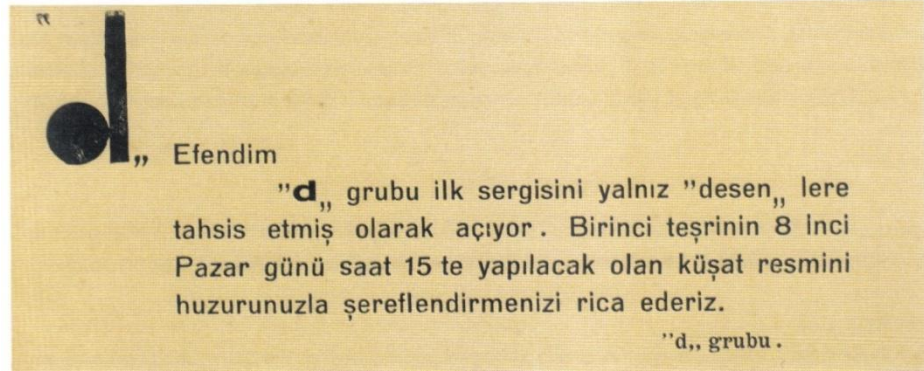 "d„ Efendim
"d„ grubu ilk sergisini yalnız "desen„ lere
tahsis etmiş olarak açıyor. Birinci teşrinin 8 inci
Pazar günü saat 15 te yapılacak olan küşat resmini
huzurunuzla şereflendirmenizi rica ederiz.
"d„ grubu.